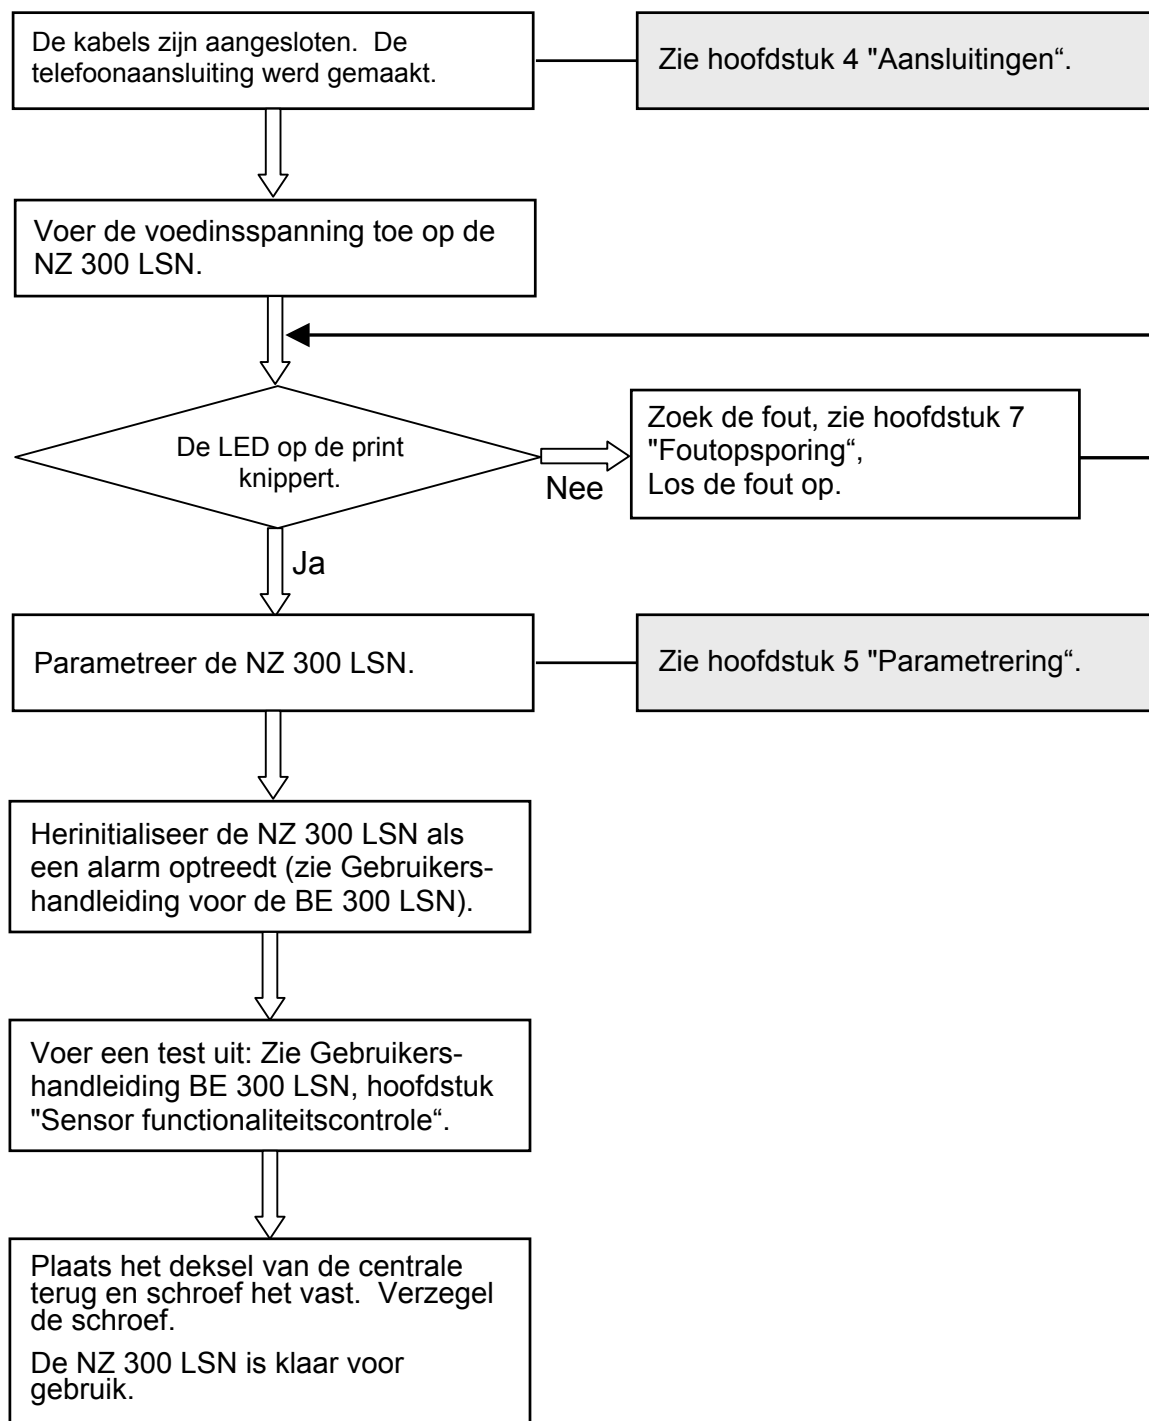 De kabels zijn aangesloten.  De
telefoonaansluiting werd gemaakt.
Zie hoofdstuk 4 "Aansluitingen“.
Voer de voedinsspanning toe op de
NZ 300 LSN.
De LED op de print
knippert.
Nee
Zoek de fout, zie hoofdstuk 7
"Foutopsporing“,
Los de fout op.
Ja
Parametreer de NZ 300 LSN.
Zie hoofdstuk 5 "Parametrering“.
Herinitialiseer de NZ 300 LSN als
een alarm optreedt (zie Gebruikers-
handleiding voor de BE 300 LSN).
Voer een test uit: Zie Gebruikers-
handleiding BE 300 LSN, hoofdstuk
"Sensor functionaliteitscontrole“.
Plaats het deksel van de centrale
terug en schroef het vast.  Verzegel
de schroef.
De NZ 300 LSN is klaar voor
gebruik.